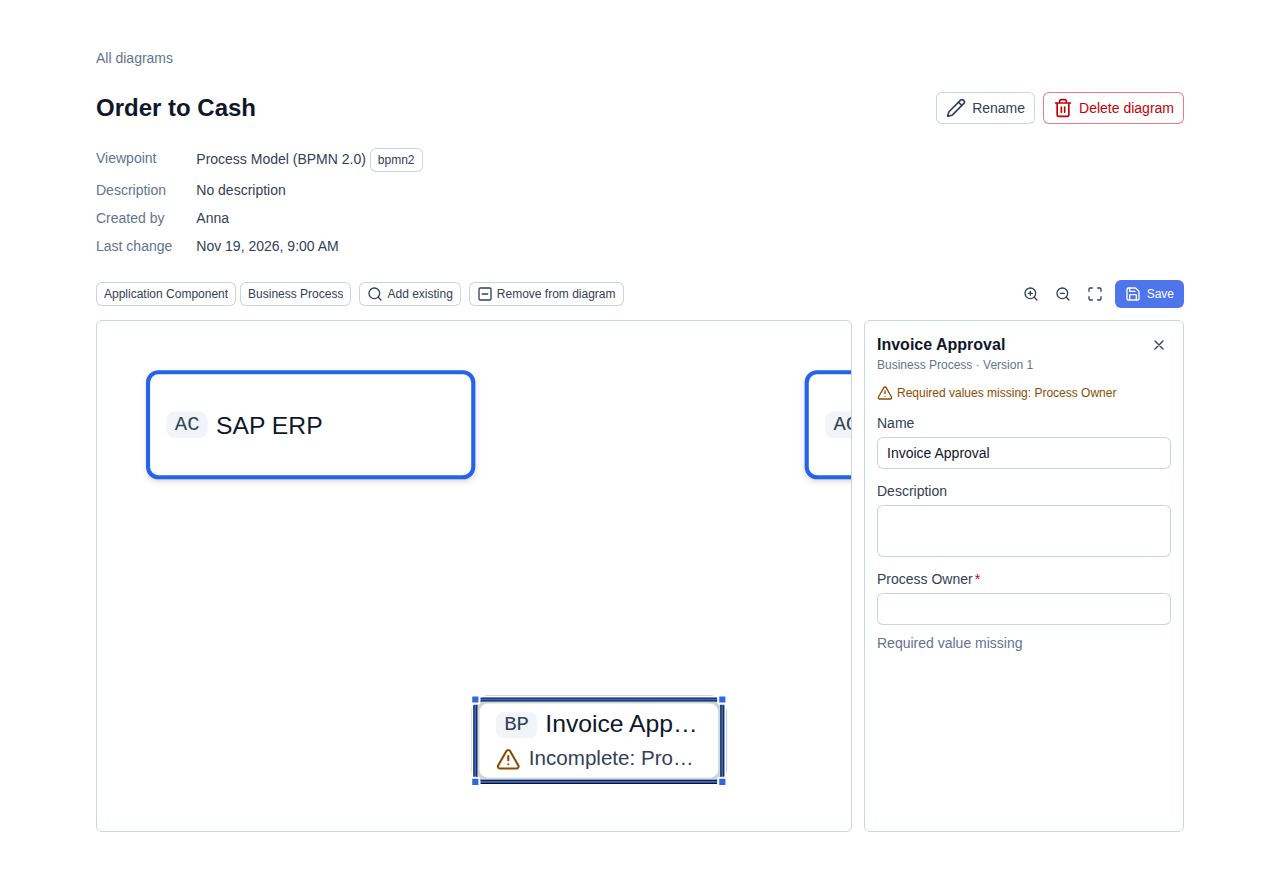 All diagrams
Order to Cash
Rename
Delete diagram
Viewpoint
Process Model (BPMN 2.0) bpmn2
Description
No description
Created by
Anna
Last change
Nov 19, 2026, 9:00 AM
Application Component
Business Process
Add existing
Remove from diagram
Save
AC SAP ERP
BP Invoice App…
Incomplete: Pro…
Invoice Approval
Business Process · Version 1
Required values missing: Process Owner
Name
Invoice Approval
Description
Process Owner*
Required value missing